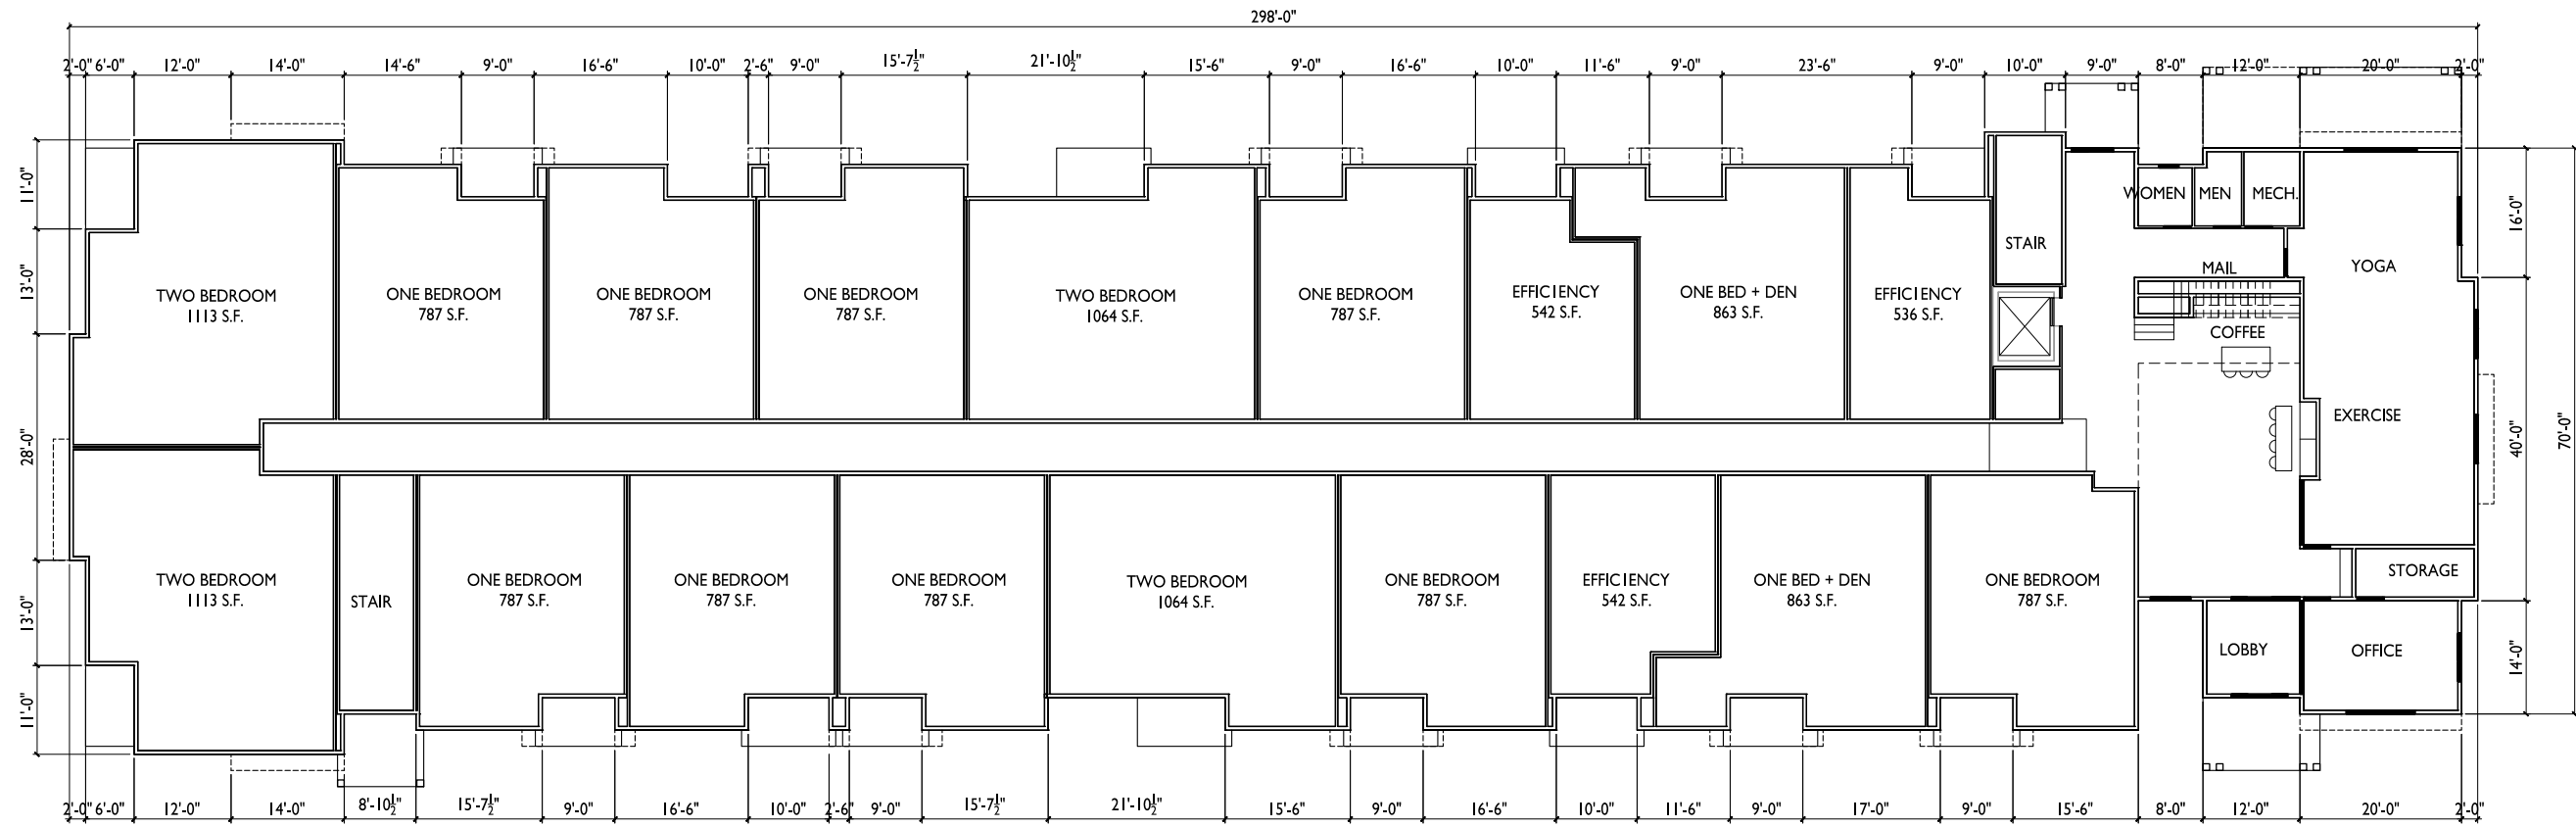 298'-0"
2'-0" 6'-0" 12'-0" 14'-0" 14'-6" 9'-0" 16'-6" 10'-0" 2'-6" 9'-0" 15'-7½" 21'-10½" 15'-6" 9'-0" 16'-6" 10'-0" 11'-6" 9'-0" 23'-6" 9'-0" 10'-0" 9'-0" 8'-0" 12'-0" 20'-0" 2'-0"
11'-0"
13'-0"
28'-0"
13'-0"
11'-0"
TWO BEDROOM
1113 S.F.
ONE BEDROOM
787 S.F.
ONE BEDROOM
787 S.F.
ONE BEDROOM
787 S.F.
TWO BEDROOM
1064 S.F.
ONE BEDROOM
787 S.F.
EFFICIENCY
542 S.F.
ONE BED + DEN
863 S.F.
EFFICIENCY
536 S.F.
STAIR
WOMEN
MEN
MECH.
MAIL
YOGA
COFFEE
EXERCISE
16'-0"
40'-0"
70'-0"
14'-0"
TWO BEDROOM
1113 S.F.
STAIR
ONE BEDROOM
787 S.F.
ONE BEDROOM
787 S.F.
ONE BEDROOM
787 S.F.
TWO BEDROOM
1064 S.F.
ONE BEDROOM
787 S.F.
EFFICIENCY
542 S.F.
ONE BED + DEN
863 S.F.
ONE BEDROOM
787 S.F.
STORAGE
LOBBY
OFFICE
2'-0" 6'-0" 12'-0" 14'-0" 8'-10½" 15'-7½" 9'-0" 16'-6" 10'-0" 2'-6" 9'-0" 15'-7½" 21'-10½" 15'-6" 9'-0" 16'-6" 10'-0" 11'-6" 9'-0" 17'-0" 9'-0" 15'-6" 8'-0" 12'-0" 20'-0" 2'-0"